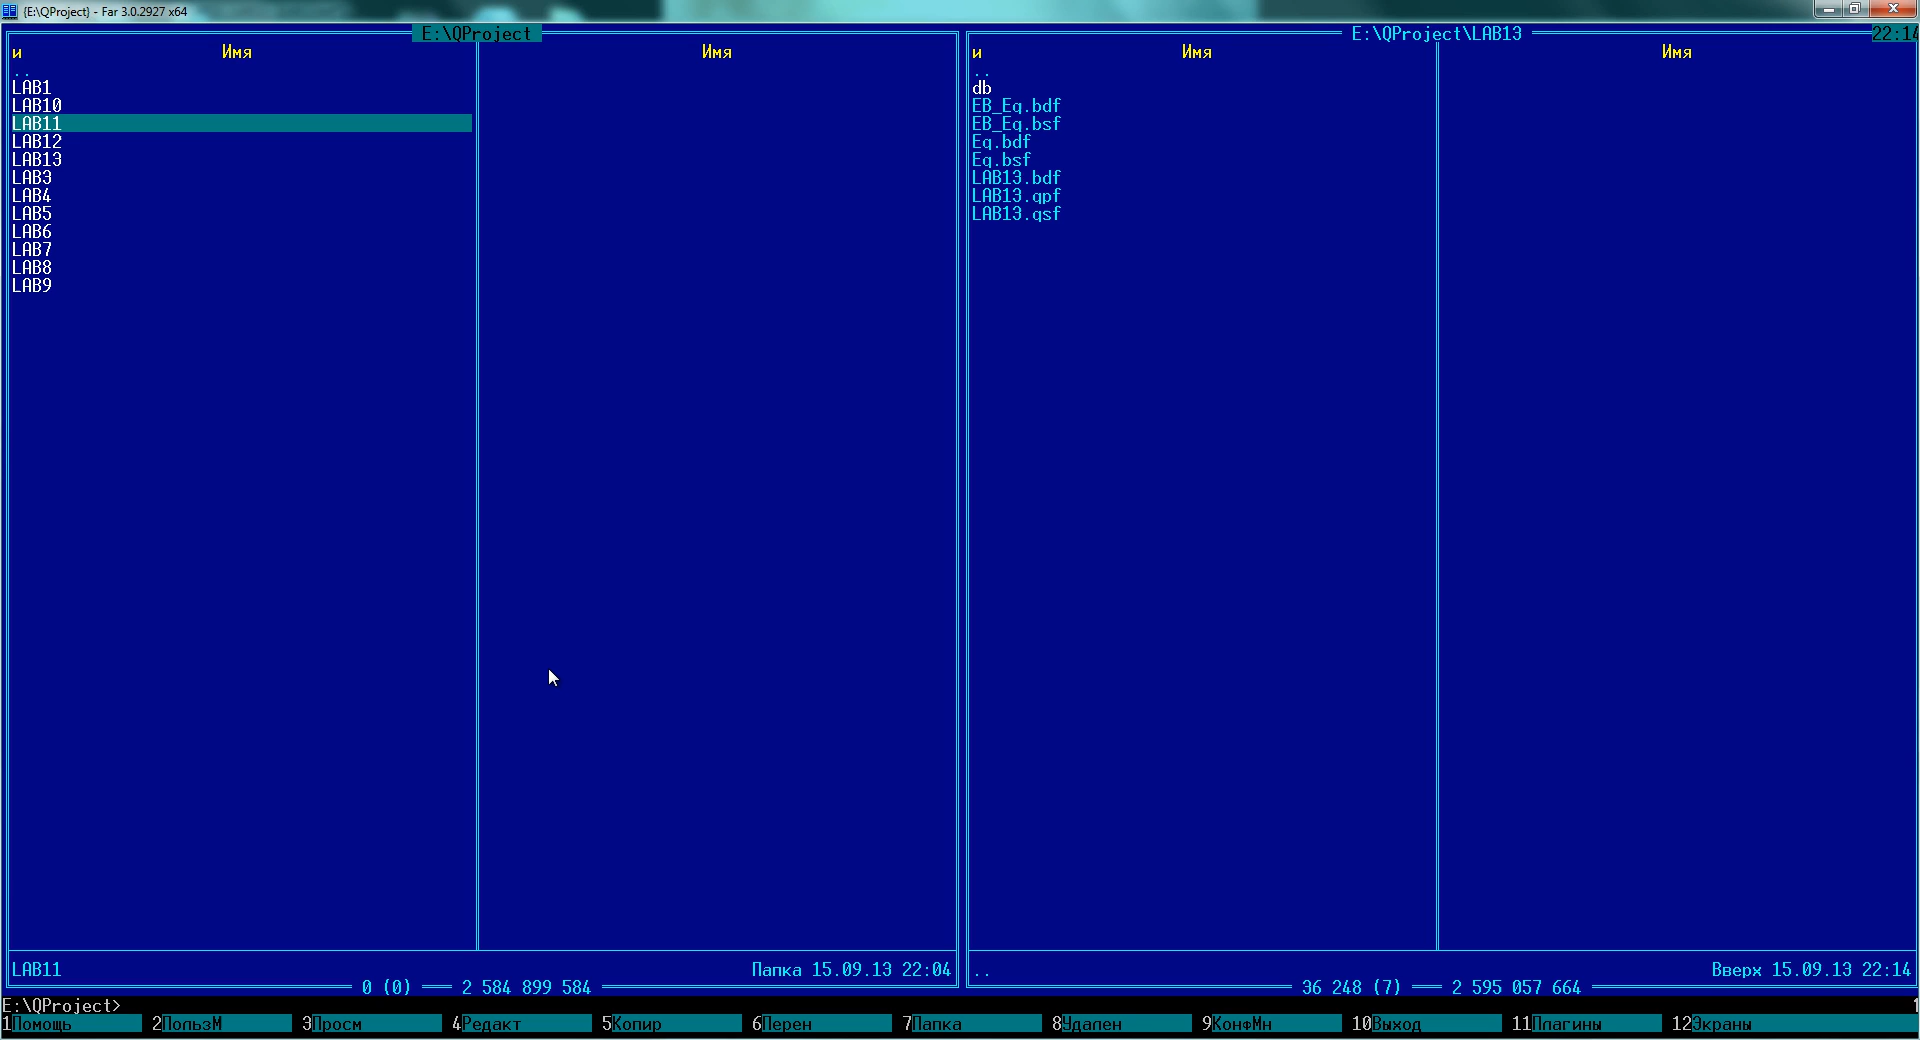 {E:\QProject} - Far 3.0.2927 x64
E:\QProject
и Имя Имя
..
LAB1
LAB10
LAB11
LAB12
LAB13
LAB3
LAB4
LAB5
LAB6
LAB7
LAB8
LAB9
LAB11 Папка 15.09.13 22:04
0 (0) 2 584 899 584
E:\QProject\LAB13 22:14
и Имя Имя
..
db
EB_Eq.bdf
EB_Eq.bsf
Eq.bdf
Eq.bsf
LAB13.bdf
LAB13.qpf
LAB13.qsf
.. Вверх 15.09.13 22:14
36 248 (7) 2 595 057 664
E:\QProject>
1Помощь 2ПользМ 3Просм 4Редакт 5Копир 6Перен 7Папка 8Удален 9КонфМн 10Выход 11Плагины 12Экраны